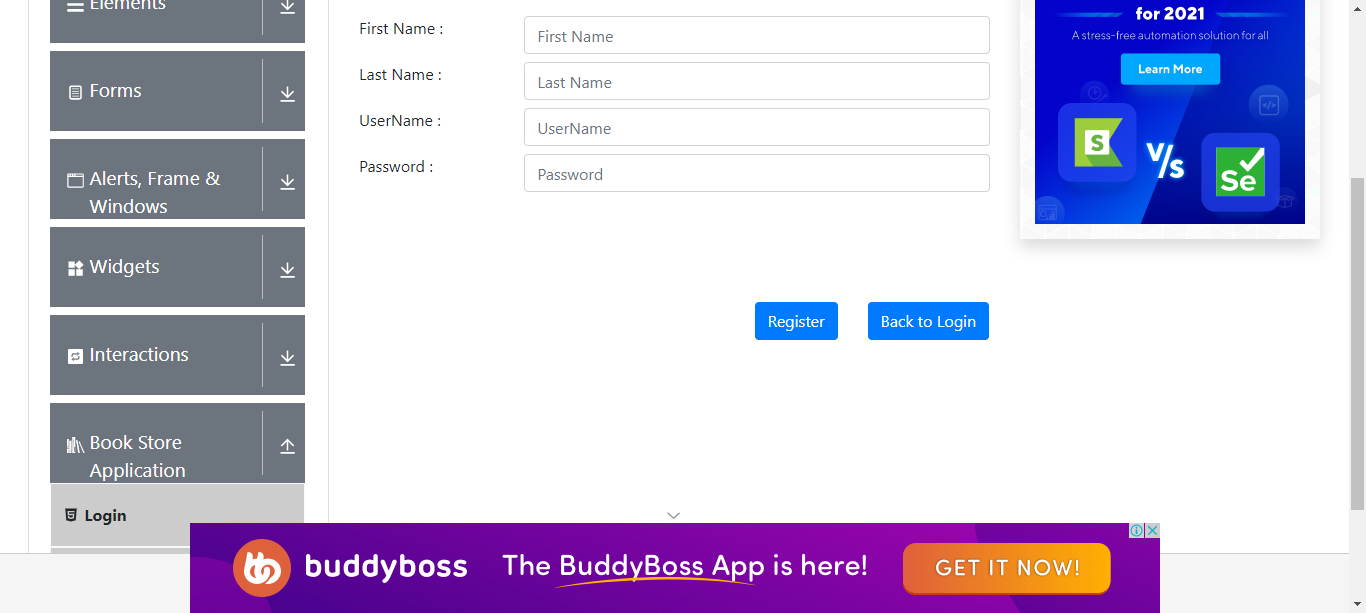 Elements
Forms
Alerts, Frame &
Windows
Widgets
Interactions
Book Store
Application
Login
First Name :
First Name
Last Name :
Last Name
UserName :
UserName
Password :
Password
Register
Back to Login
for 2021
A stress-free automation solution for all
Learn More
S
V/s
Se
buddyboss
The BuddyBoss App is here!
GET IT NOW!